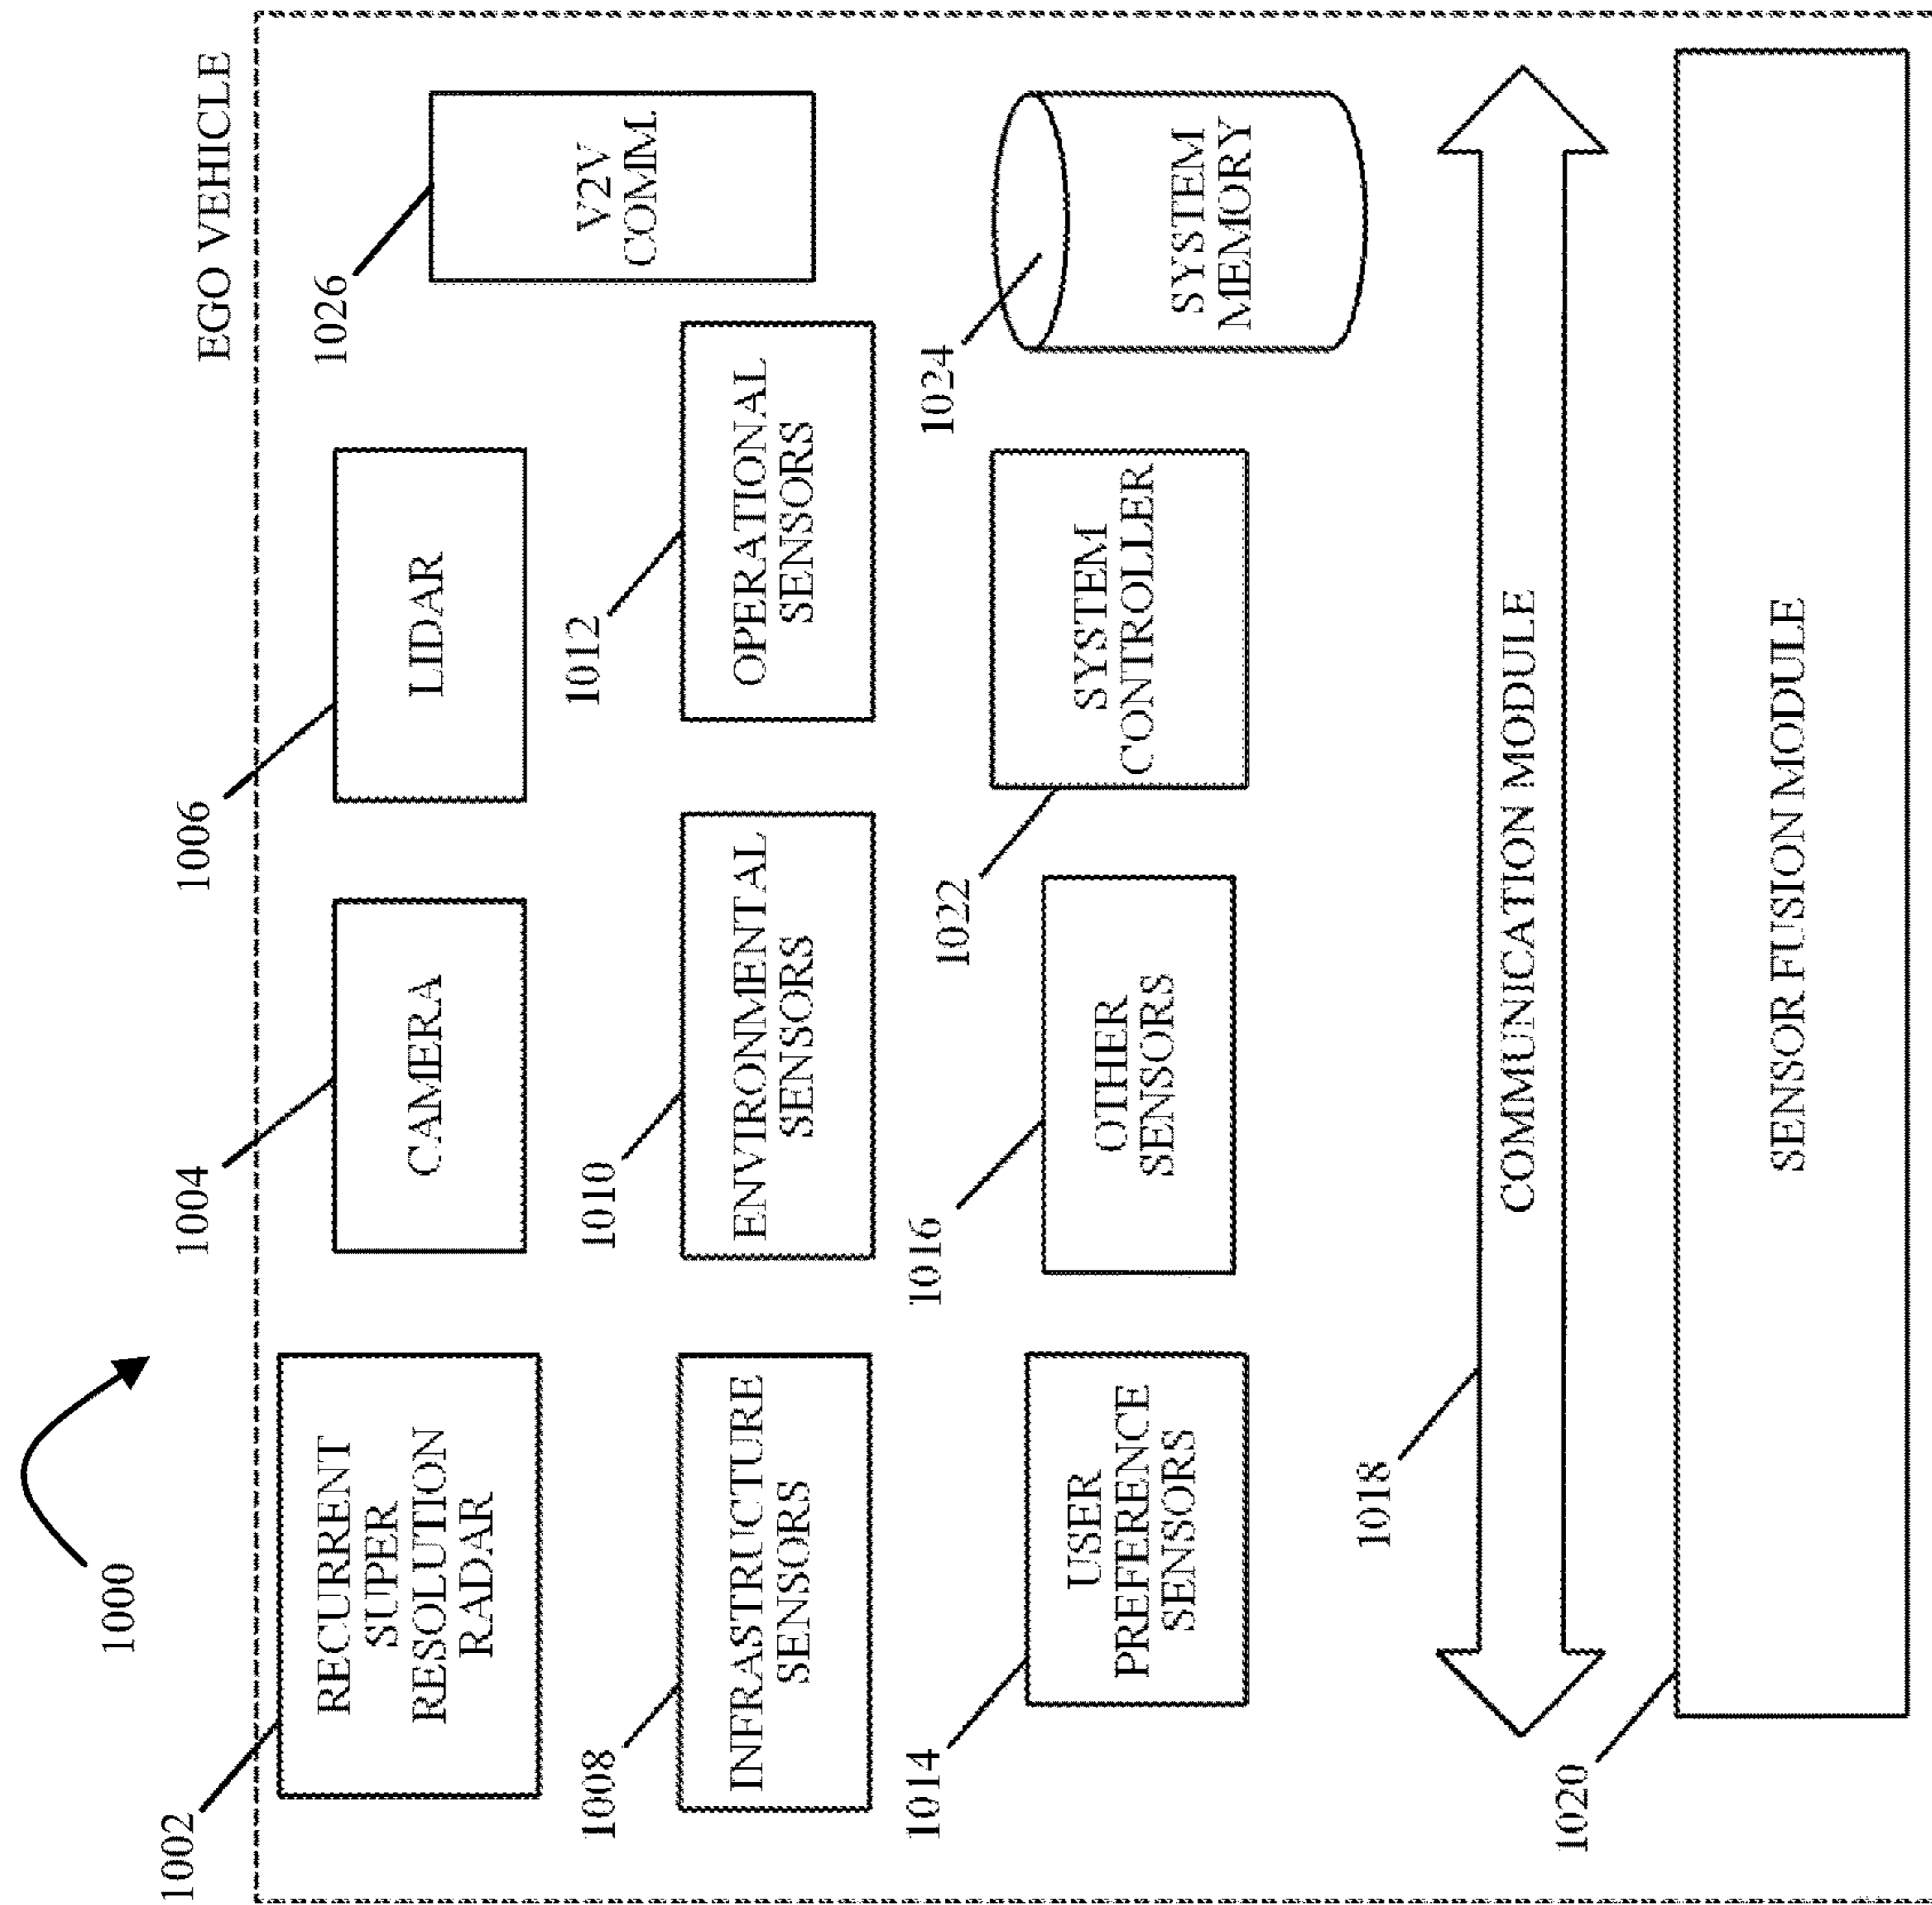 1000
EGO VEHICLE
1002
RECURRENT
SUPER
RESOLUTION
RADAR
1004
CAMERA
1006
LIDAR
1026
V2V
COMM.
1008
INFRASTRUCTURE
SENSORS
1010
ENVIRONMENTAL
SENSORS
1012
OPERATIONAL
SENSORS
1014
USER
PREFERENCE
SENSORS
1016
OTHER
SENSORS
1022
SYSTEM
CONTROLLER
1024
SYSTEM
MEMORY
1018
COMMUNICATION MODULE
1020
SENSOR FUSION MODULE